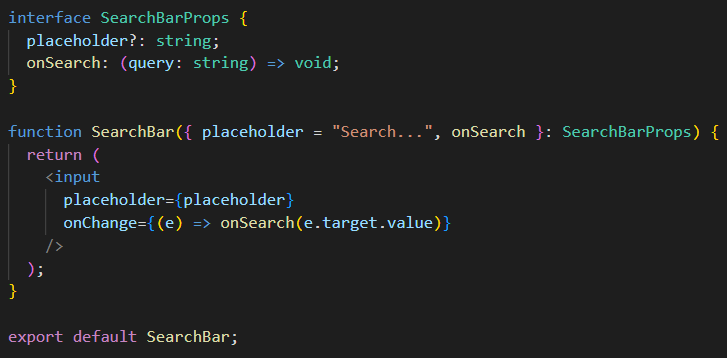 interface SearchBarProps {
  placeholder?: string;
  onSearch: (query: string) => void;
}

function SearchBar({ placeholder = "Search...", onSearch }: SearchBarProps) {
  return (
    <input
      placeholder={placeholder}
      onChange={(e) => onSearch(e.target.value)}
    />
  );
}

export default SearchBar;